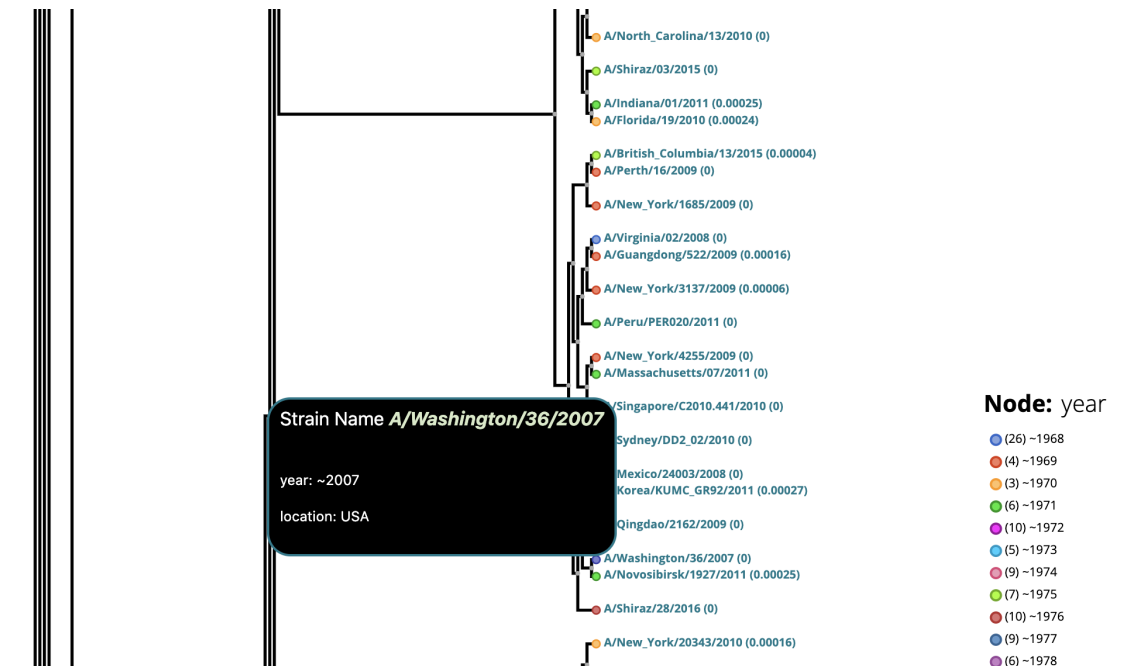 A/North_Carolina/13/2010 (0)
A/Shiraz/03/2015 (0)
A/Indiana/01/2011 (0.00025)
A/Florida/19/2010 (0.00024)
A/British_Columbia/13/2015 (0.00004)
A/Perth/16/2009 (0)
A/New_York/1685/2009 (0)
A/Virginia/02/2008 (0)
A/Guangdong/522/2009 (0.00016)
A/New_York/3137/2009 (0.00006)
A/Peru/PER020/2011 (0)
A/New_York/4255/2009 (0)
A/Massachusetts/07/2011 (0)
/Singapore/C2010.441/2010 (0)
Sydney/DD2_02/2010 (0)
Mexico/24003/2008 (0)
Korea/KUMC_GR92/2011 (0.00027)
Qingdao/2162/2009 (0)
A/Washington/36/2007 (0)
A/Novosibirsk/1927/2011 (0.00025)
A/Shiraz/28/2016 (0)
A/New_York/20343/2010 (0.00016)
Strain Name A/Washington/36/2007
year: ~2007
location: USA
Node: year
(26) ~1968
(4) ~1969
(3) ~1970
(6) ~1971
(10) ~1972
(5) ~1973
(9) ~1974
(7) ~1975
(10) ~1976
(9) ~1977
(6) ~1978